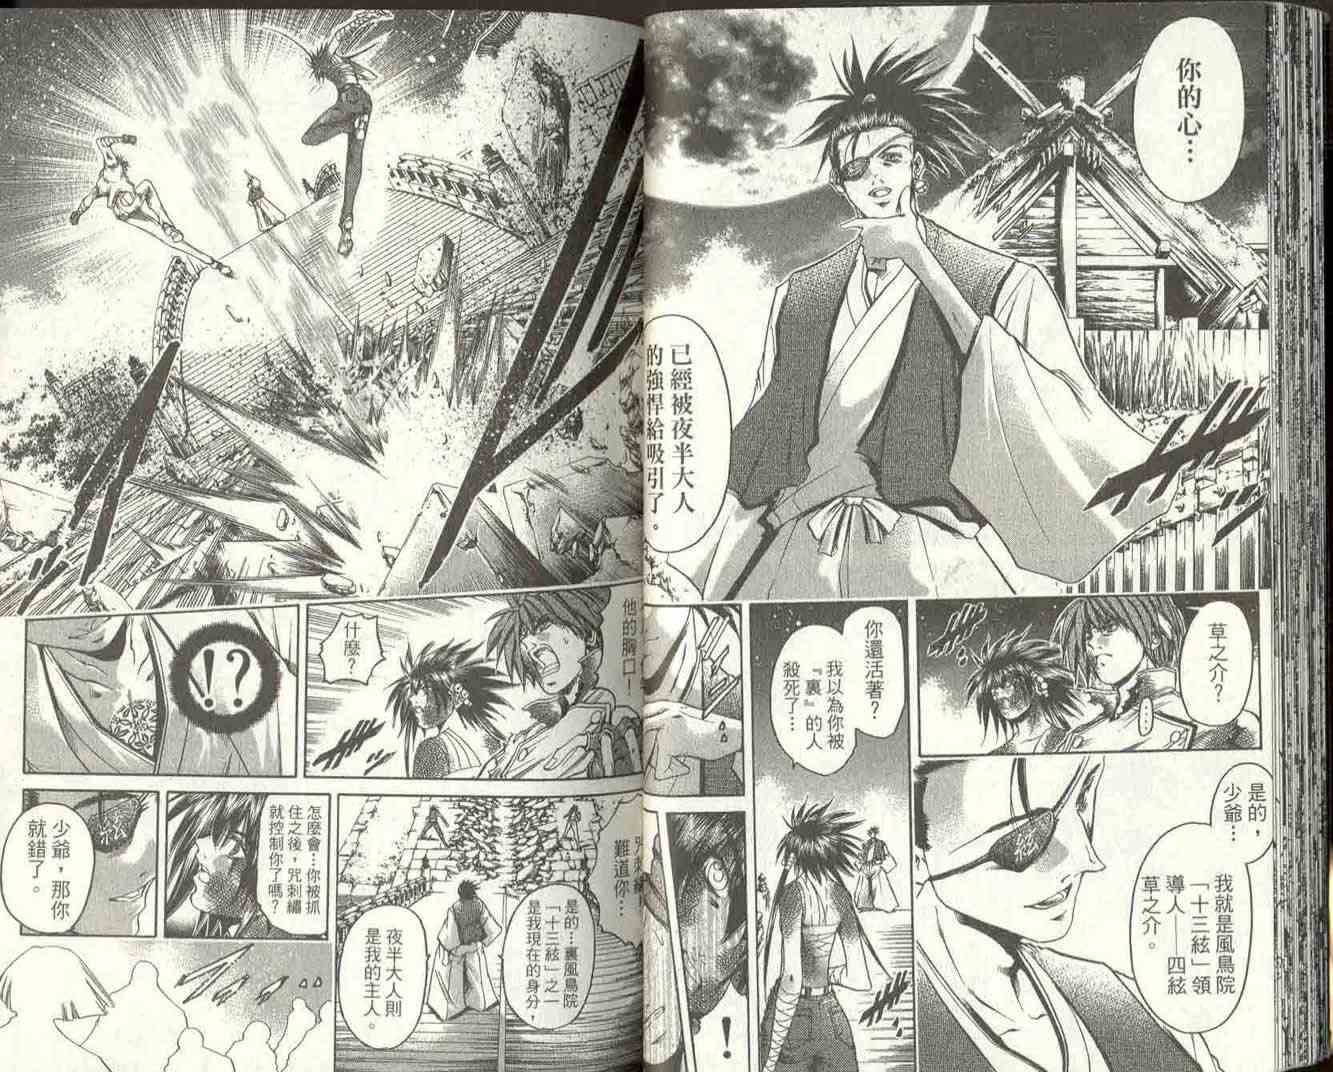 你的心…
已經被夜半大人
的強悍給吸引了。
草之介？
…
是的，
少爺…
我就是風鳥院
「十三絃」領
導人——四絃
草之介。
你還活著？
我以為你被
『裏』的人
殺死了…
！
他的胸口！
什麼？
！？
難道你…
是的…裏風鳥院
「十三絃」之一
是我現在的身分，
夜半大人則
是我的主人。
怎麼會…你被抓
住之後，咒刺繡
就控制你了嗎？
少爺，那你
就錯了。